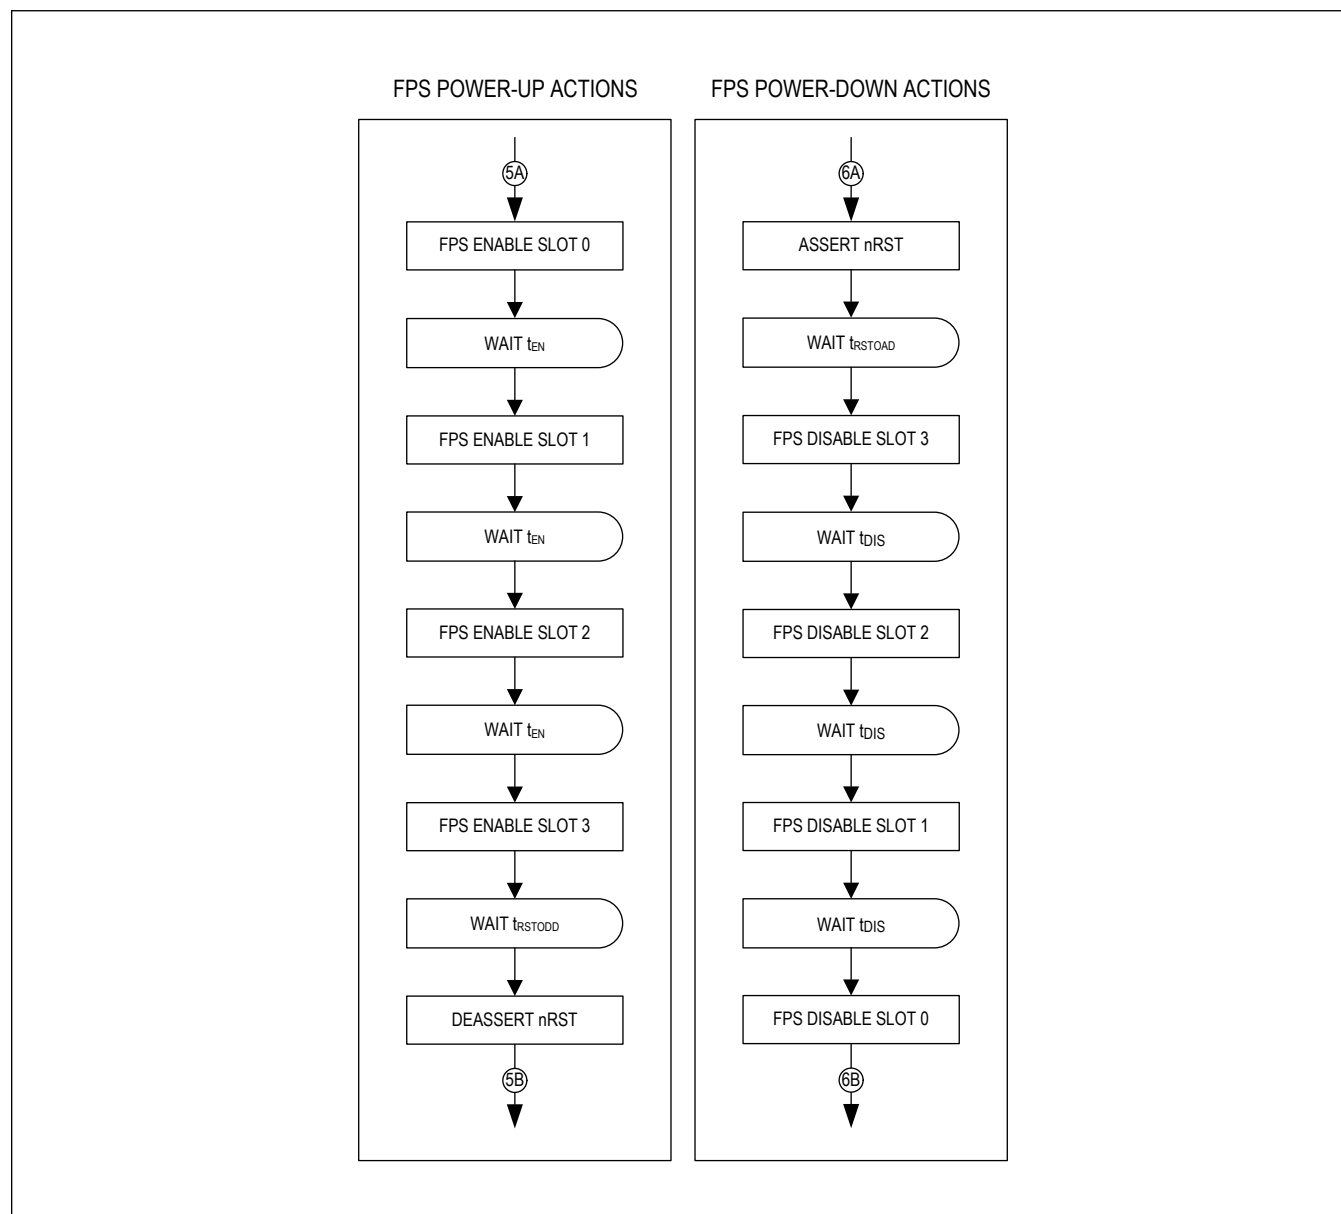 FPS POWER-UP ACTIONS
5A
FPS ENABLE SLOT 0
WAIT tEN
FPS ENABLE SLOT 1
WAIT tEN
FPS ENABLE SLOT 2
WAIT tEN
FPS ENABLE SLOT 3
WAIT tRSTODD
DEASSERT nRST
5B
FPS POWER-DOWN ACTIONS
6A
ASSERT nRST
WAIT tRSTOAD
FPS DISABLE SLOT 3
WAIT tDIS
FPS DISABLE SLOT 2
WAIT tDIS
FPS DISABLE SLOT 1
WAIT tDIS
FPS DISABLE SLOT 0
6B